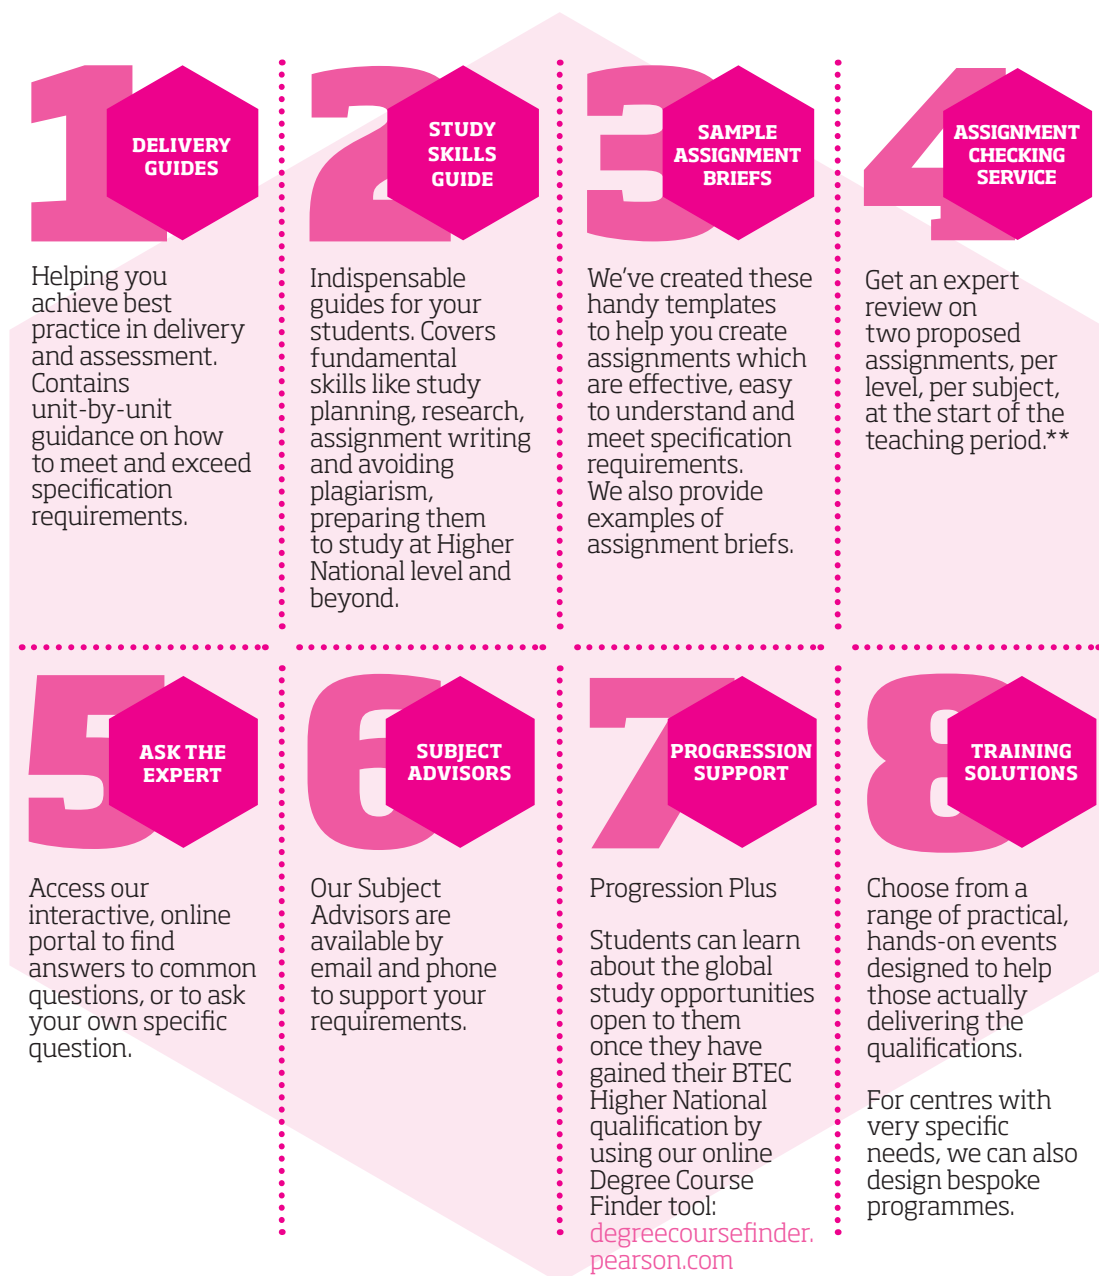 1
DELIVERY
GUIDES
Helping you
achieve best
practice in delivery
and assessment.
Contains
unit-by-unit
guidance on how
to meet and exceed
specification
requirements.
2
STUDY
SKILLS
GUIDE
Indispensable
guides for your
students. Covers
fundamental
skills like study
planning, research,
assignment writing
and avoiding
plagiarism,
preparing them
to study at Higher
National level and
beyond.
3
SAMPLE
ASSIGNMENT
BRIEFS
We've created these
handy templates
to help you create
assignments which
are effective, easy
to understand and
meet specification
requirements.
We also provide
examples of
assignment briefs.
4
ASSIGNMENT
CHECKING
SERVICE
Get an expert
review on
two proposed
assignments, per
level, per subject,
at the start of the
teaching period.**
5
ASK THE
EXPERT
Access our
interactive, online
portal to find
answers to common
questions, or to ask
your own specific
question.
6
SUBJECT
ADVISORS
Our Subject
Advisors are
available by
email and phone
to support your
requirements.
7
PROGRESSION
SUPPORT
Progression Plus
Students can learn
about the global
study opportunities
open to them
once they have
gained their BTEC
Higher National
qualification by
using our online
Degree Course
Finder tool:
degreecoursefinder.
pearson.com
8
TRAINING
SOLUTIONS
Choose from a
range of practical,
hands-on events
designed to help
those actually
delivering the
qualifications.
For centres with
very specific
needs, we can also
design bespoke
programmes.